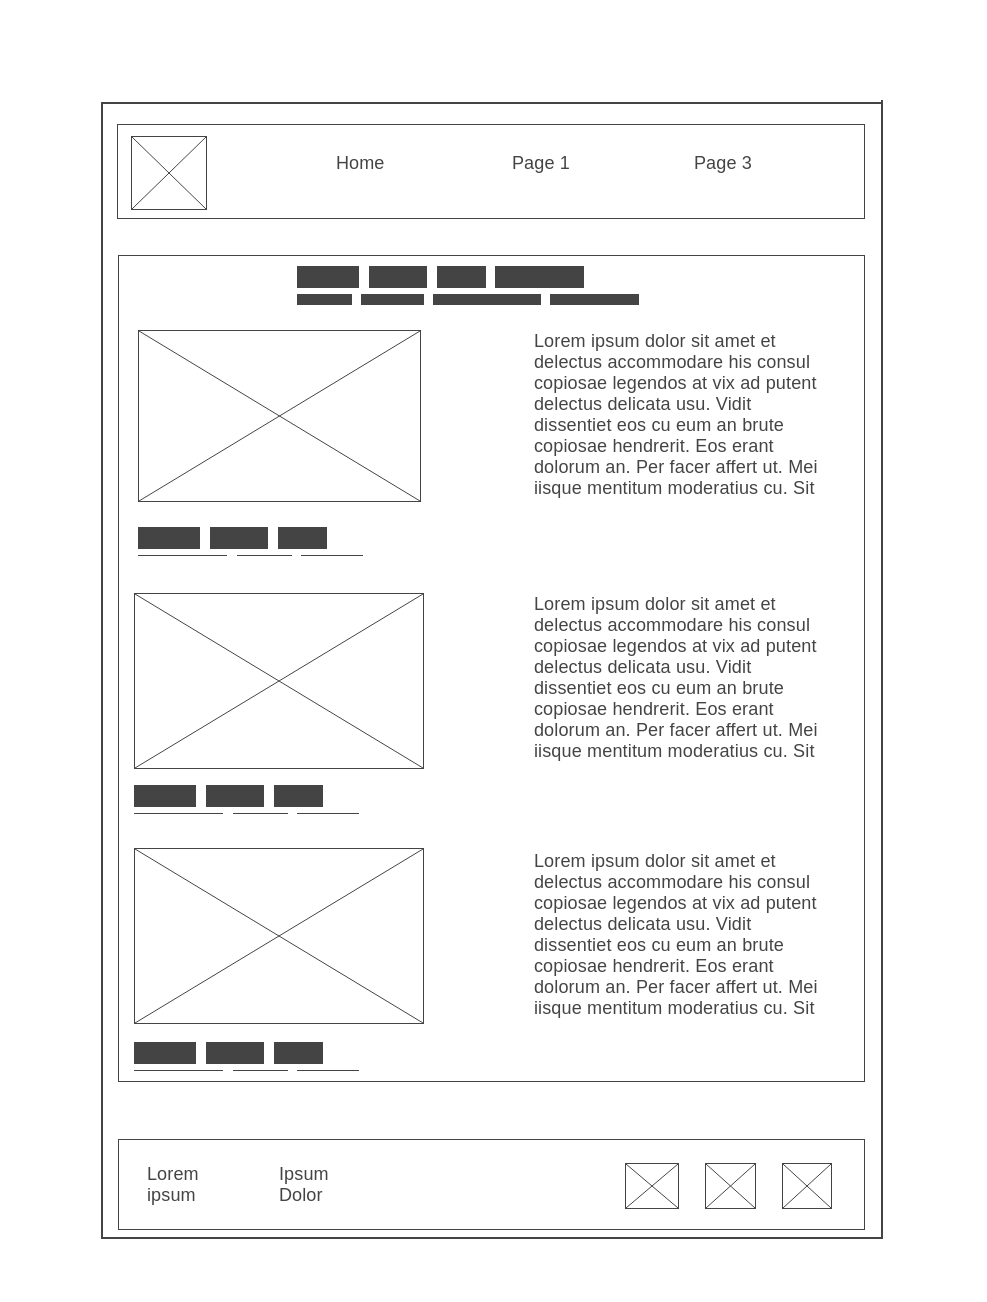 Home Page 1 Page 3
Lorem ipsum dolor sit amet et
delectus accommodare his consul
copiosae legendos at vix ad putent
delectus delicata usu. Vidit
dissentiet eos cu eum an brute
copiosae hendrerit. Eos erant
dolorum an. Per facer affert ut. Mei
iisque mentitum moderatius cu. Sit
Lorem ipsum dolor sit amet et
delectus accommodare his consul
copiosae legendos at vix ad putent
delectus delicata usu. Vidit
dissentiet eos cu eum an brute
copiosae hendrerit. Eos erant
dolorum an. Per facer affert ut. Mei
iisque mentitum moderatius cu. Sit
Lorem ipsum dolor sit amet et
delectus accommodare his consul
copiosae legendos at vix ad putent
delectus delicata usu. Vidit
dissentiet eos cu eum an brute
copiosae hendrerit. Eos erant
dolorum an. Per facer affert ut. Mei
iisque mentitum moderatius cu. Sit
Lorem
ipsum
Ipsum
Dolor